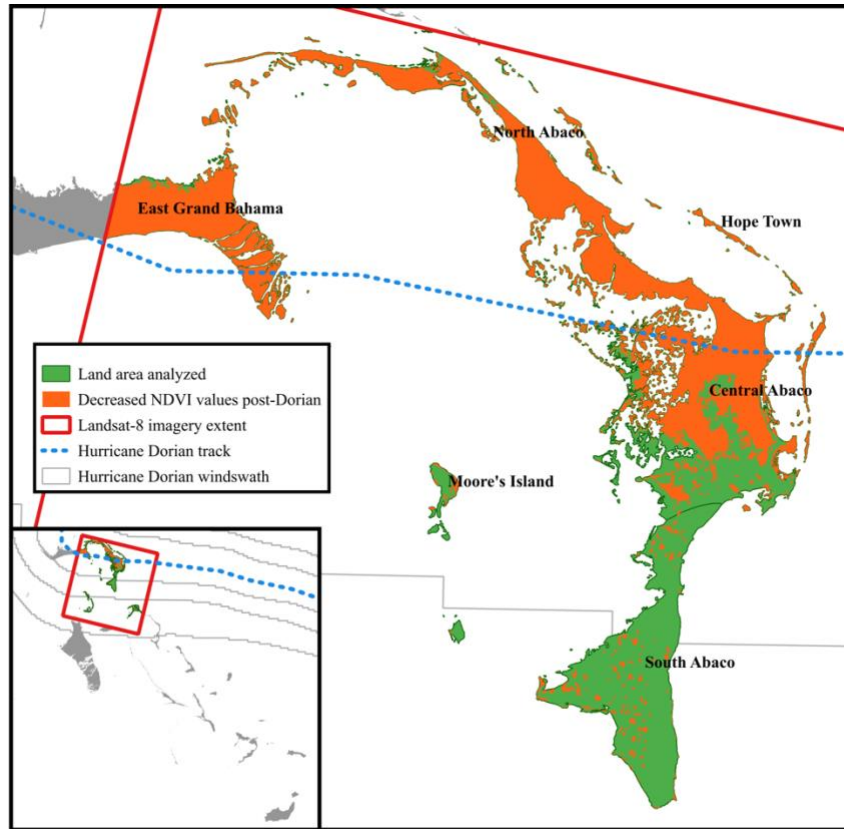 North Abaco
East Grand Bahama
Hope Town
Land area analyzed
Decreased NDVI values post-Dorian
Landsat-8 imagery extent
Hurricane Dorian track
Hurricane Dorian windswath
Central Abaco
Moore's Island
South Abaco